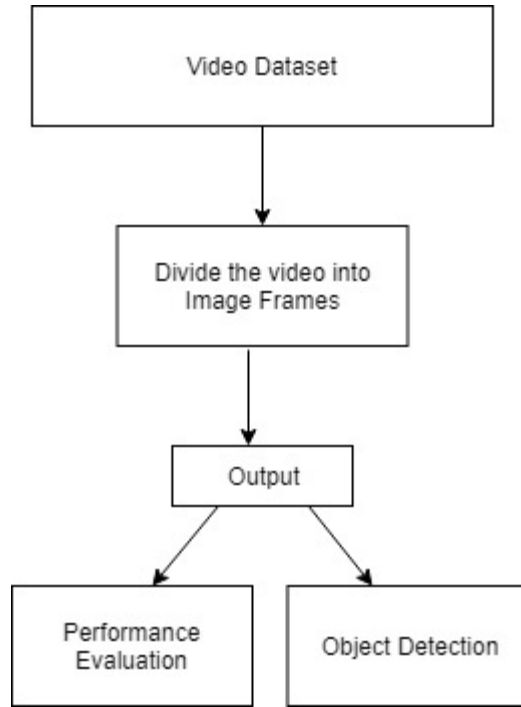 Video Dataset
Divide the video into
Image Frames
Output
Performance
Evaluation
Object Detection